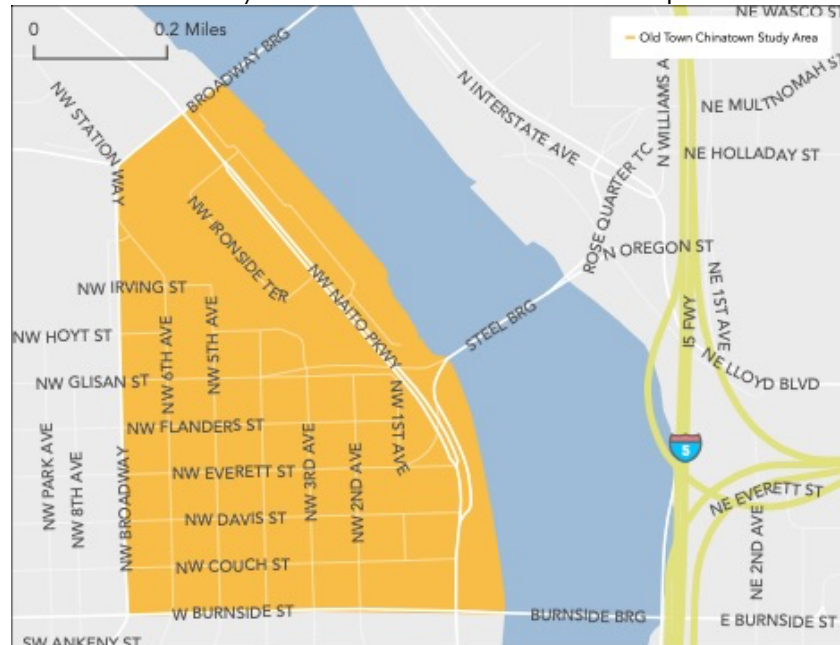 0 0.2 Miles
NE WASCO ST
Old Town Chinatown Study Area
BROADWAY BRG
N INTERSTATE AVE
N WILLIAMS A
NE MULTNOMAH ST
NW STATION WAY
NE HOLLADAY ST
ROSE QUARTER TC
NW IRONSIDE TER
N OREGON ST
NW NAITO PKWY
NE 1ST AVE
NW IRVING ST
STEEL BRG
I5 FWY
NW HOYT ST
NW 6TH AVE
NW 5TH AVE
NE LLOYD BLVD
NW GLISAN ST
NW 1ST AVE
NW FLANDERS ST
NW PARK AVE
NW 8TH AVE
NW BROADWAY
NW 3RD AVE
NW 2ND AVE
5
NW EVERETT ST
NE EVERETT ST
NW DAVIS ST
NE 2ND AVE
NW COUCH ST
W BURNSIDE ST
BURNSIDE BRG
E BURNSIDE ST
SW ANKENY ST